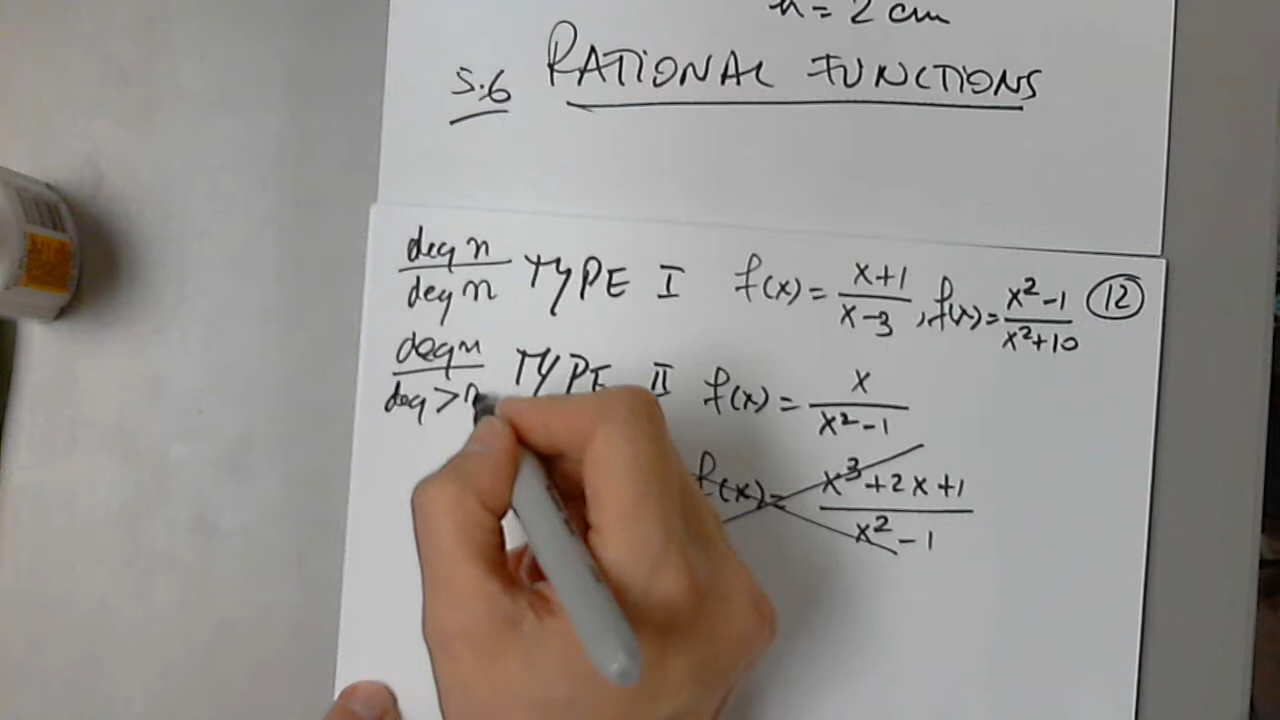 h = 2 cm
5.6 RATIONAL FUNCTIONS
deg n / deg n TYPE I f(x) = x+1 / x-3 , f(x) = x²-1 / x²+10 (12)
deg n / deg > n TYPE II f(x) = x / x²-1
f(x) = x³+2x+1 / x²-1